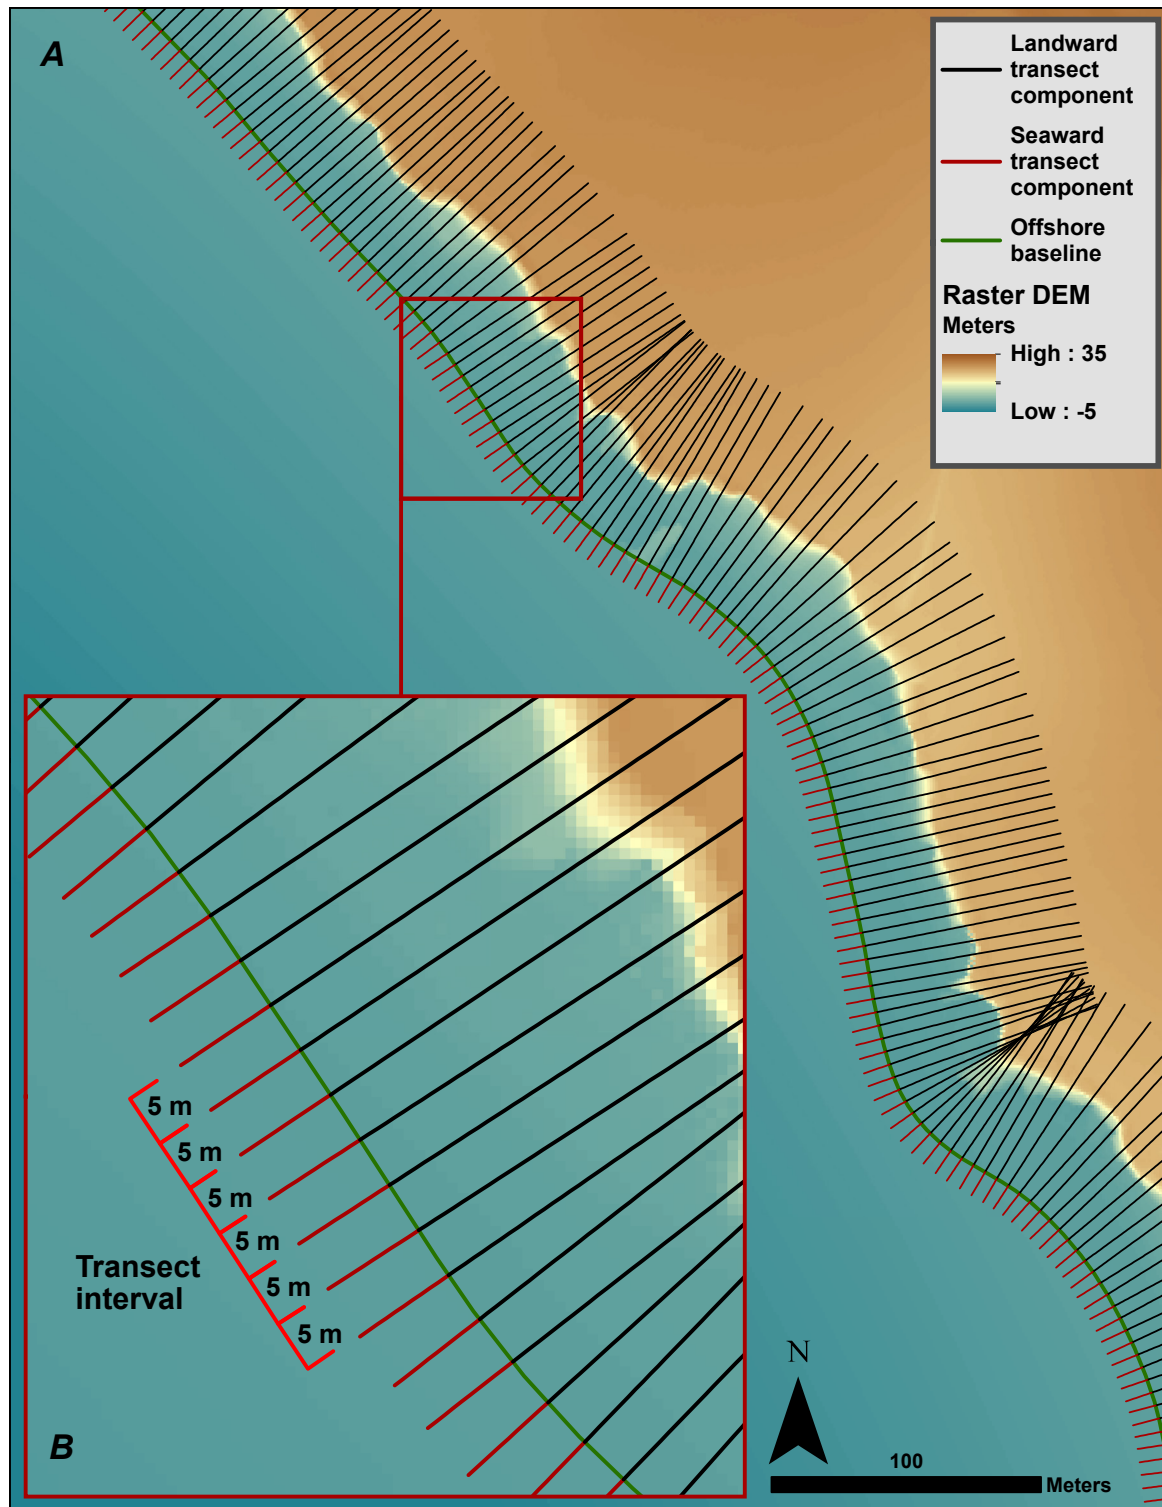 A
Landward
transect
component
Seaward
transect
component
Offshore
baseline
Raster DEM
Meters
High : 35
Low : -5
5 m
5 m
5 m
5 m
5 m
5 m
Transect
interval
B
N
100
Meters